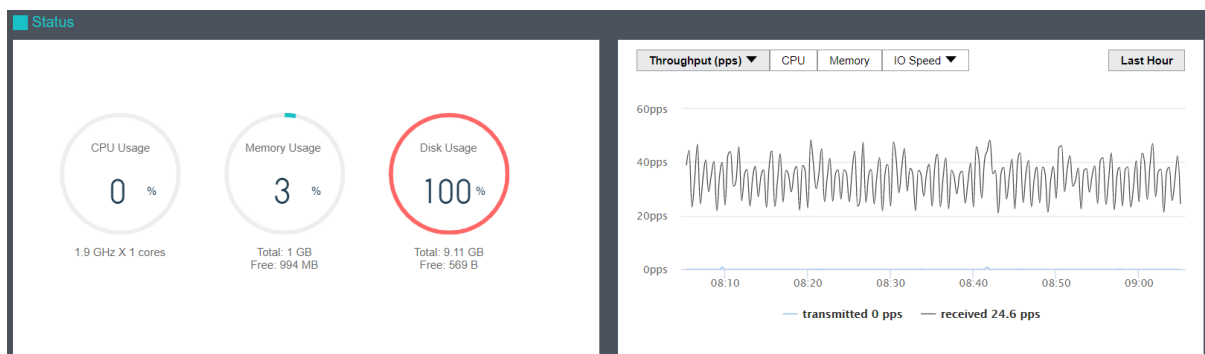 Status
CPU Usage
0 %
1.9 GHz X 1 cores
Memory Usage
3 %
Total: 1 GB
Free: 994 MB
Disk Usage
100 %
Total: 9.11 GB
Free: 569 B
Throughput (pps) ▼ CPU Memory IO Speed ▼ Last Hour
60pps
40pps
20pps
0pps
08:10 08:20 08:30 08:40 08:50 09:00
transmitted 0 pps received 24.6 pps